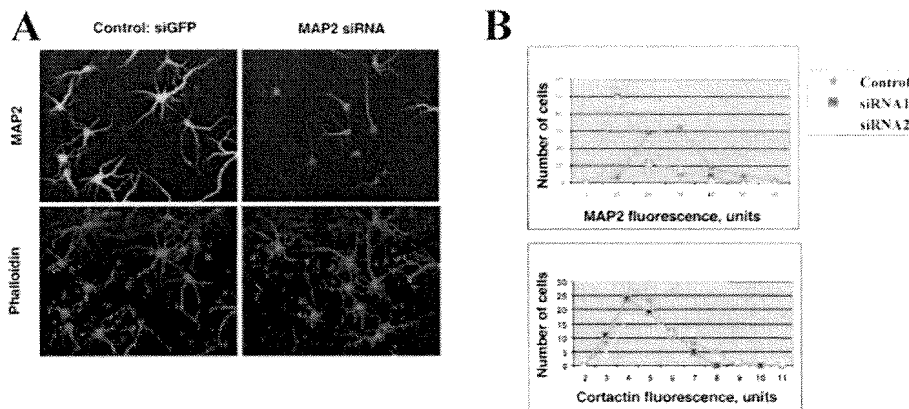 A
Control: siGFP
MAP2 siRNA
MAP2
Phalloidin
B
Number of cells
MAP2 fluorescence, units
Control
siRNA1
siRNA2
Number of cells
30
25
20
15
10
5
0
2 3 4 5 6 7 8 9 10 11
Cortactin fluorescence, units